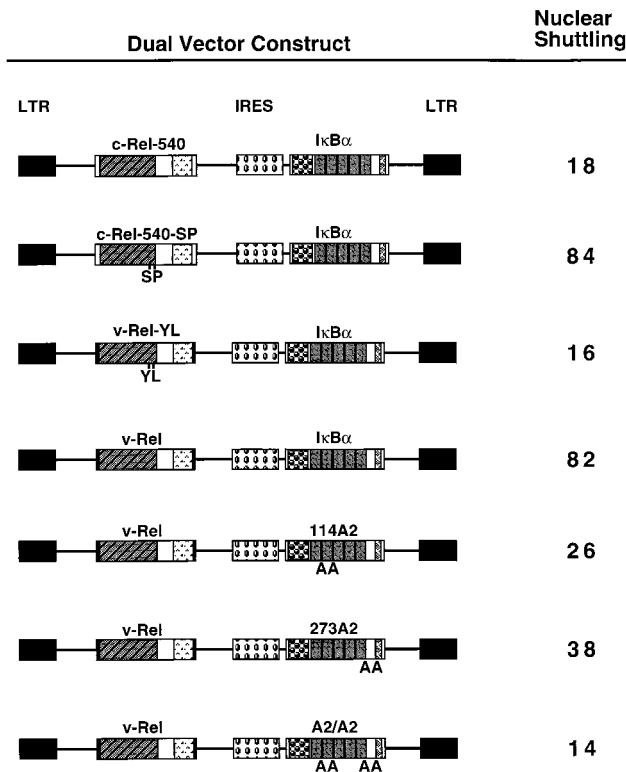 Dual Vector Construct
Nuclear
Shuttling
LTR IRES LTR
c-Rel-540 IκBα
18
c-Rel-540-SP IκBα
SP
84
v-Rel-YL IκBα
YL
16
v-Rel IκBα
82
v-Rel 114A2
AA
26
v-Rel 273A2
AA
38
v-Rel A2/A2
AA AA
14